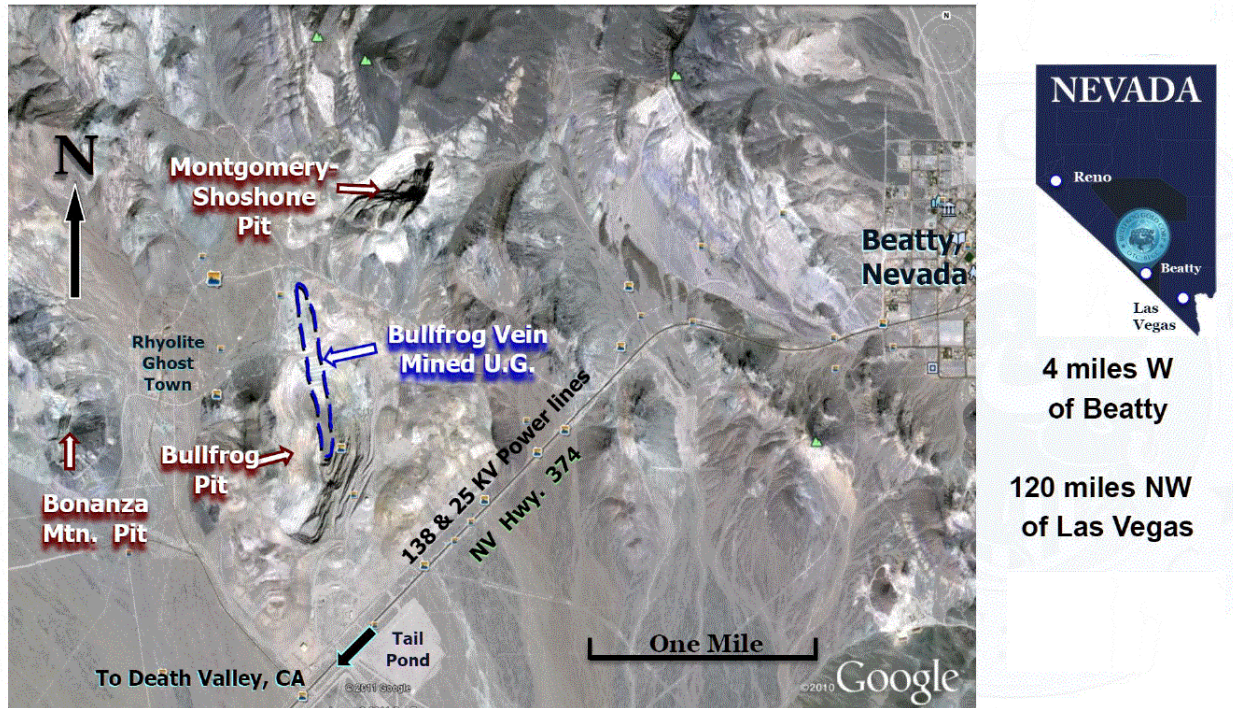 N
Montgomery-
Shoshone
Pit
Beatty,
Nevada
Rhyolite
Ghost
Town
Bullfrog Vein
Mined U.G.
Bullfrog
Pit
Bonanza
Mtn. Pit
138 & 25 KV Power lines
NV Hwy. 374
Tail
Pond
To Death Valley, CA
One Mile
© 2011 Google
©2010 Google
NEVADA
Reno
Beatty
Las
Vegas
4 miles W
of Beatty
120 miles NW
of Las Vegas